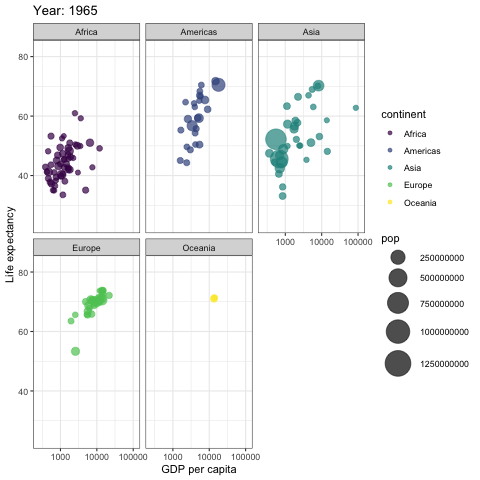 Year: 1965
Africa
Americas
Asia
80
60
40
1000
10000
100000
Europe
Oceania
80
60
40
1000
10000
100000
1000
10000
100000
Life expectancy
GDP per capita
continent
Africa
Americas
Asia
Europe
Oceania
pop
250000000
500000000
750000000
1000000000
1250000000